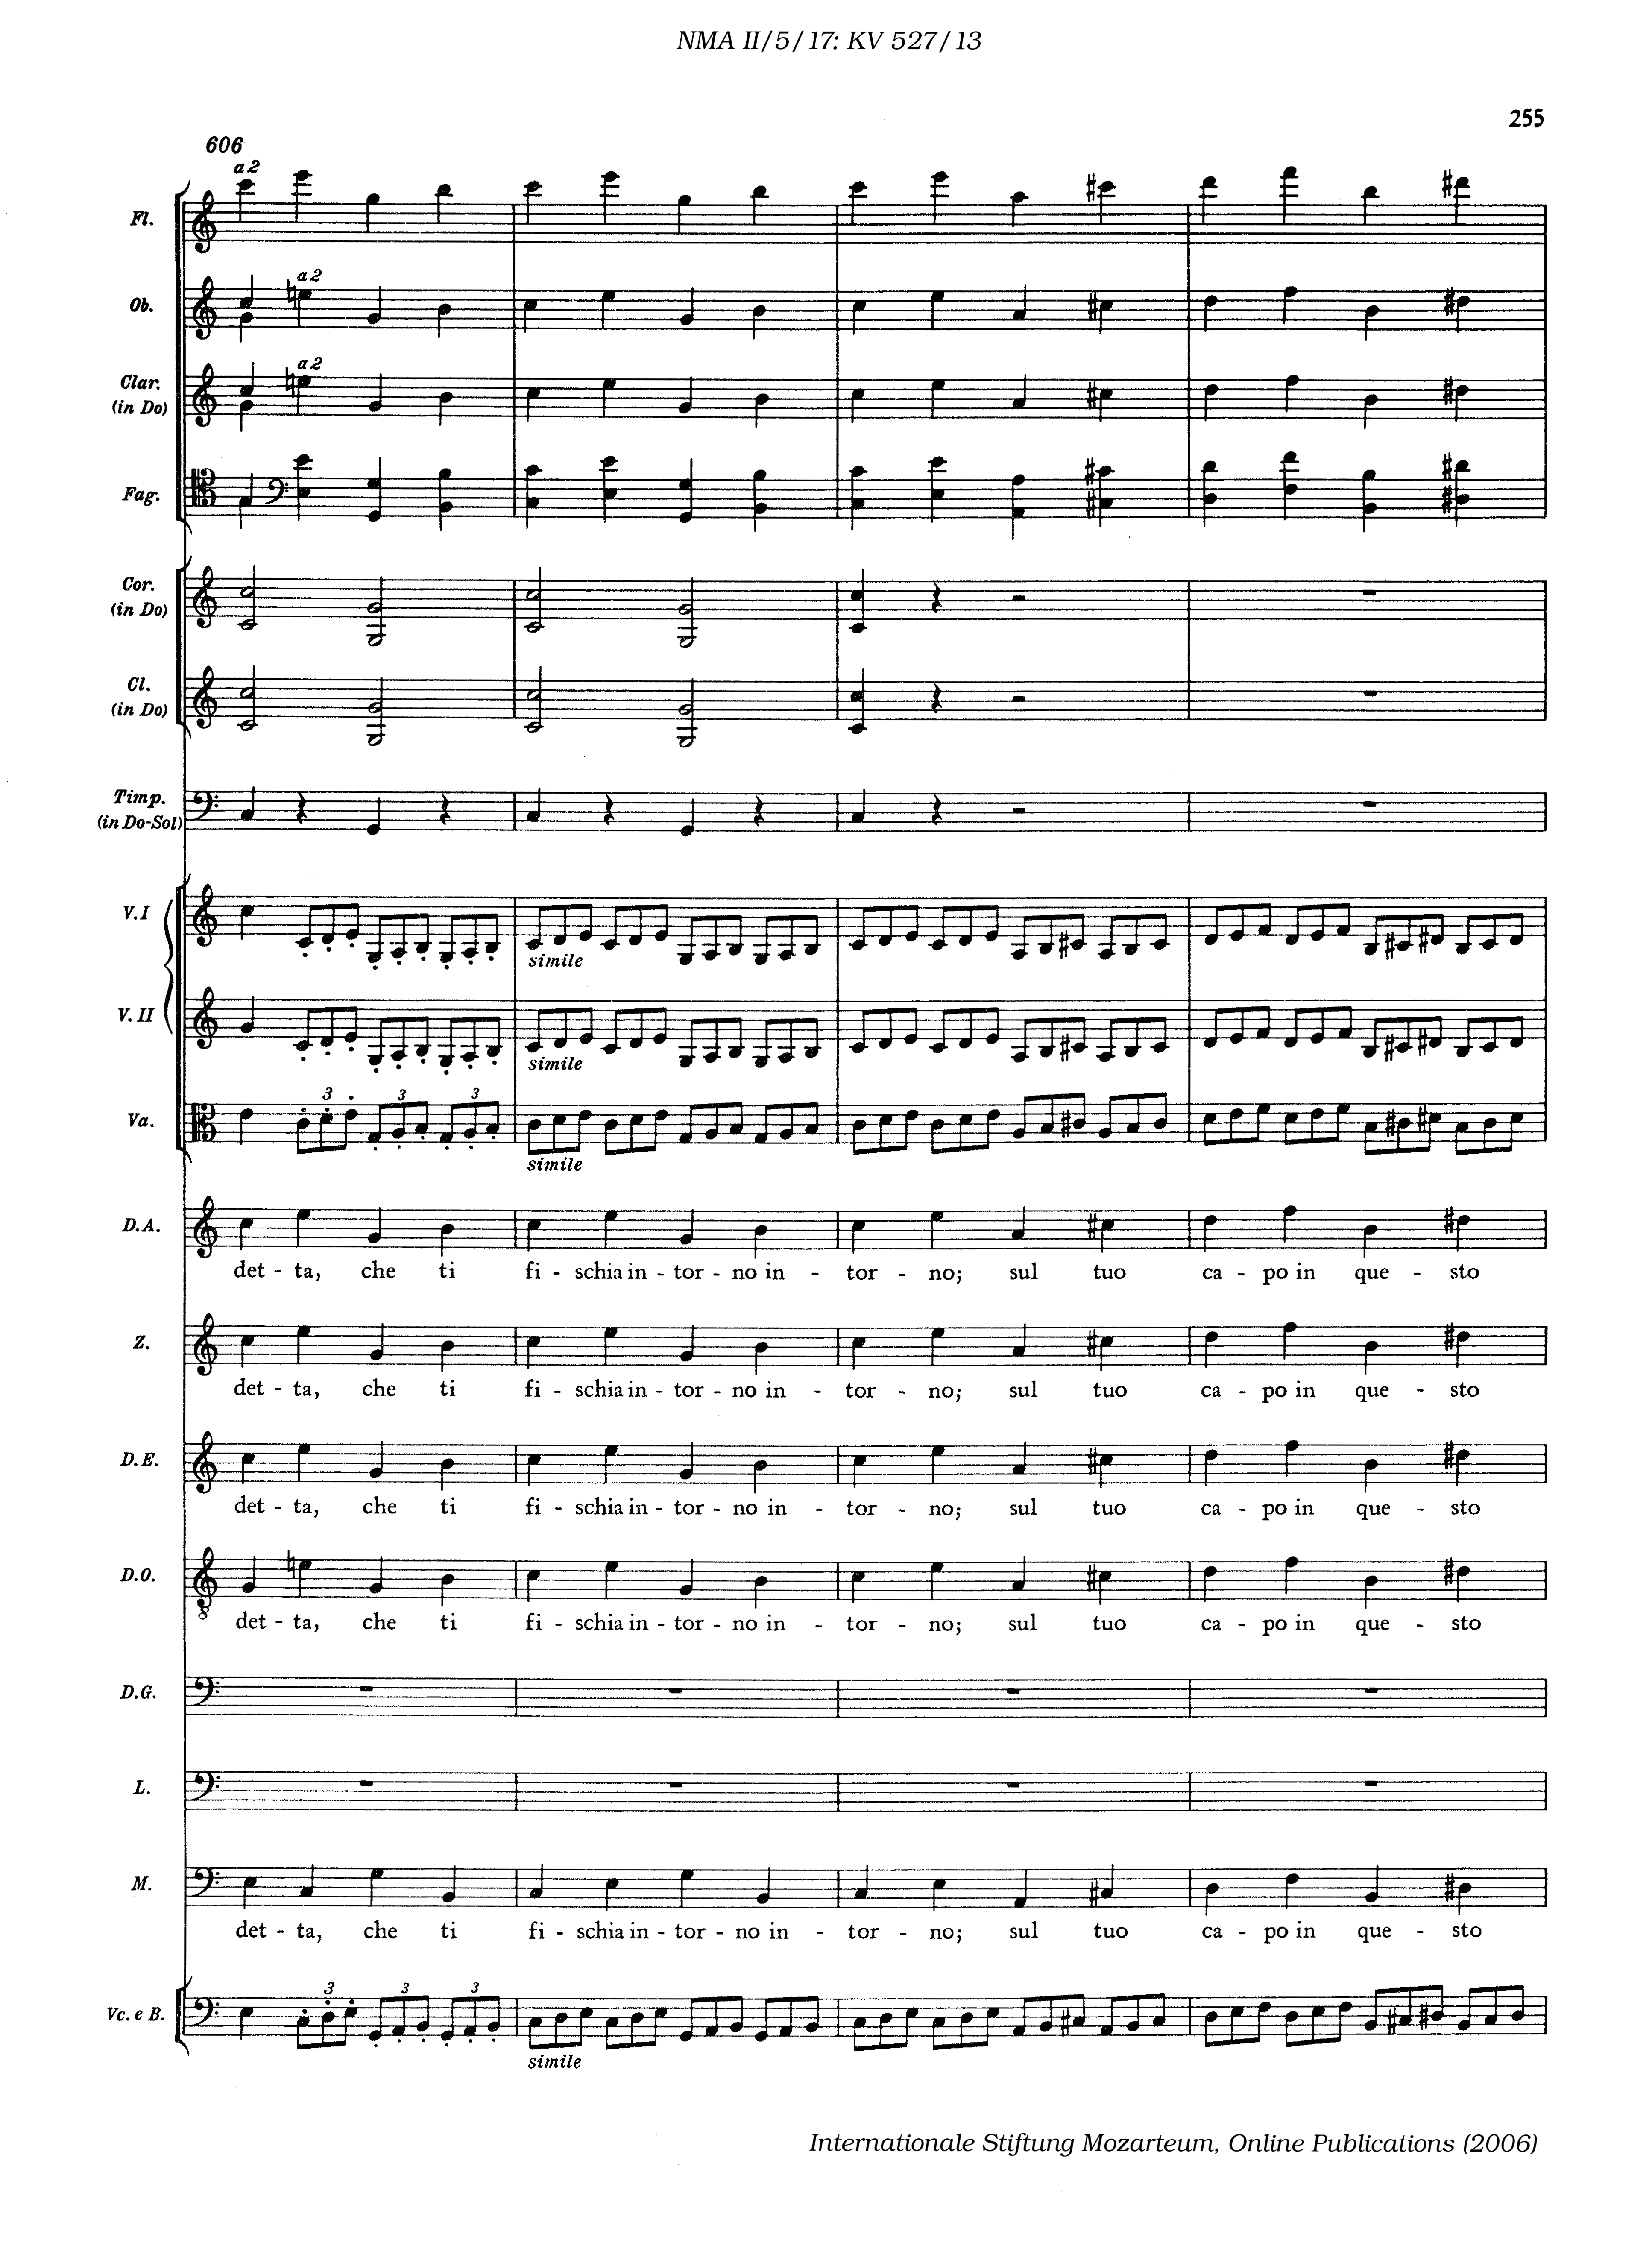 NMA II/5/17: KV 527/13
255
606
a 2
Fl.
a 2
Ob.
a 2
Clar.
(in Do)
Fag.
Cor.
(in Do)
Cl.
(in Do)
Timp.
(in Do-Sol)
V. I
simile
V. II
simile
3 3 3
Va.
simile
D.A.
det - ta, che ti fi - schia in - tor - no in - tor - no; sul tuo ca - po in que - sto
Z.
det - ta, che ti fi - schia in - tor - no in - tor - no; sul tuo ca - po in que - sto
D.E.
det - ta, che ti fi - schia in - tor - no in - tor - no; sul tuo ca - po in que - sto
D.O.
8
det - ta, che ti fi - schia in - tor - no in - tor - no; sul tuo ca - po in que - sto
D.G.
L.
M.
det - ta, che ti fi - schia in - tor - no in - tor - no; sul tuo ca - po in que - sto
3 3 3
Vc. e B.
simile
Internationale Stiftung Mozarteum, Online Publications (2006)